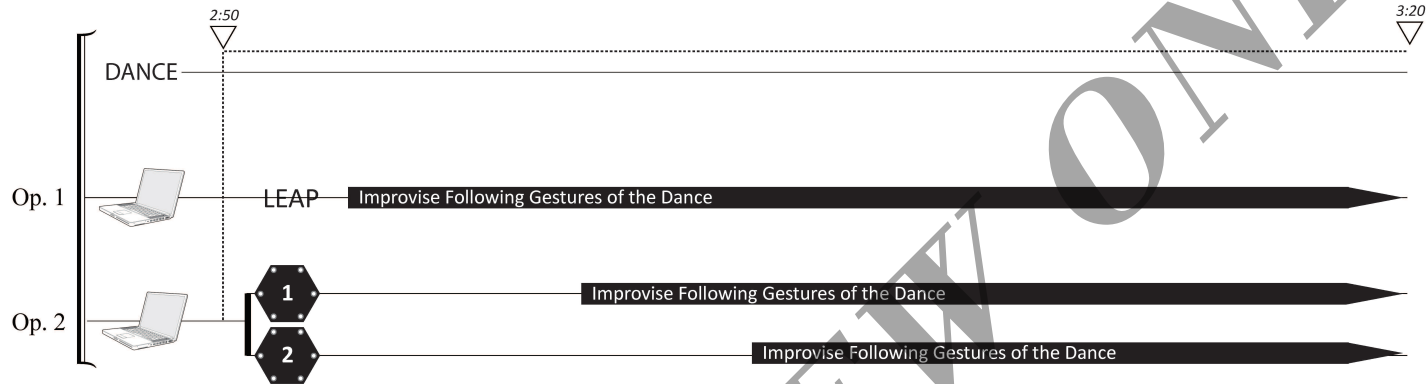 2:50
3:20
DANCE
Op. 1
LEAP
Improvise Following Gestures of the Dance
1
Improvise Following Gestures of the Dance
Op. 2
2
Improvise Following Gestures of the Dance